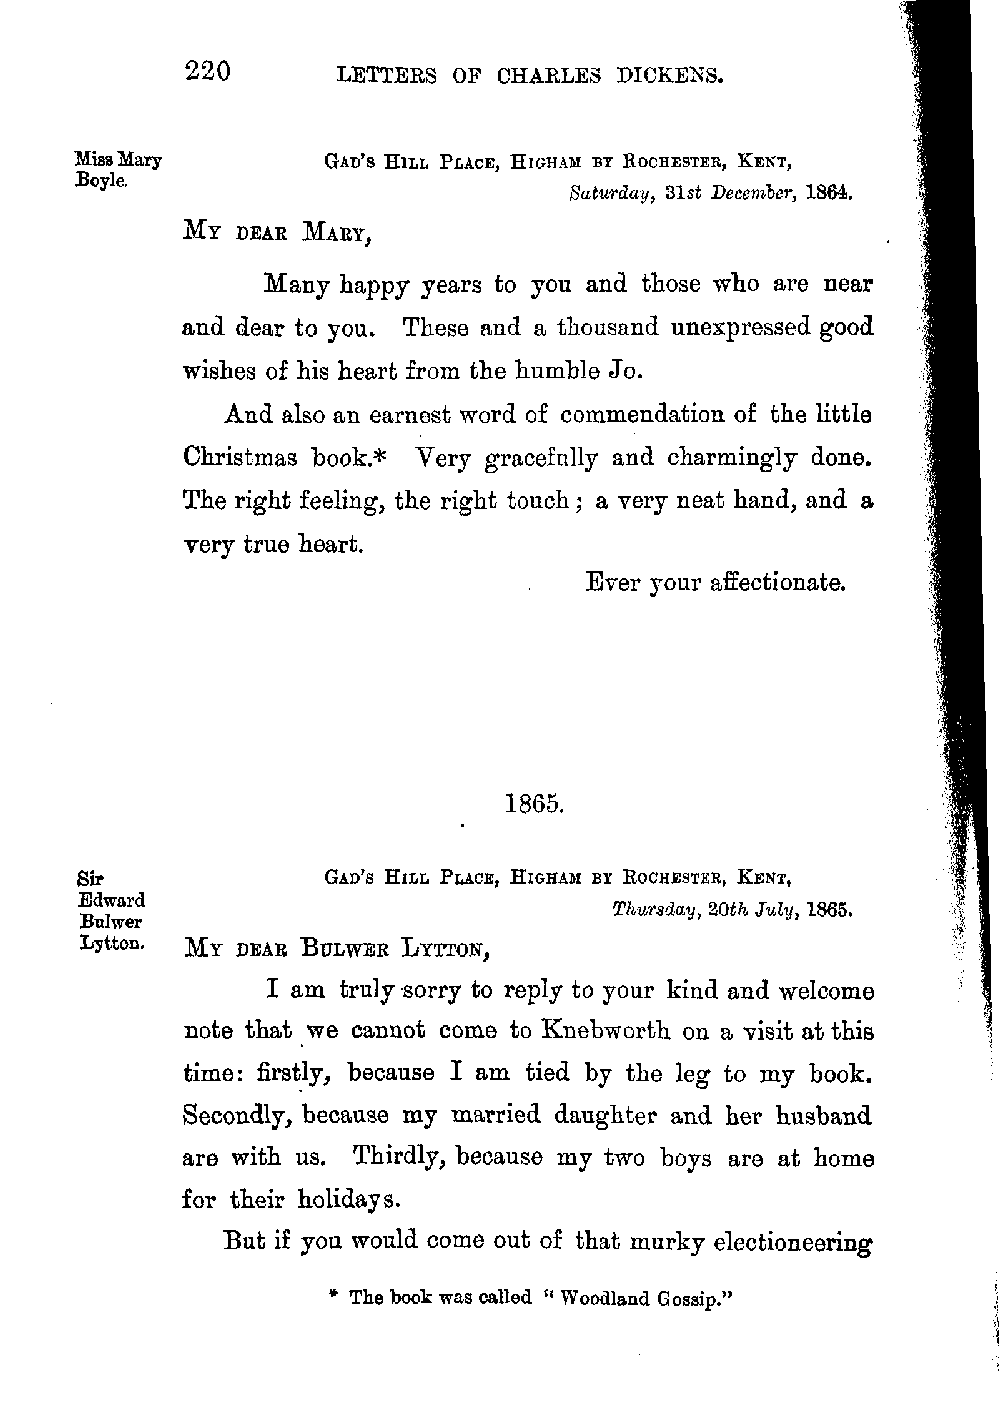 220 LETTERS OF CHARLES DICKENS.
Miss Mary
Boyle.
GAD'S HILL PLACE, HIGHAM BY ROCHESTER, KENT,
Saturday, 31st December, 1864.
MY DEAR MARY,
Many happy years to you and those who are near
and dear to you. These and a thousand unexpressed good
wishes of his heart from the humble Jo.
And also an earnest word of commendation of the little
Christmas book.* Very gracefully and charmingly done.
The right feeling, the right touch; a very neat hand, and a
very true heart.
Ever your affectionate.
1865.
Sir
Edward
Bulwer
Lytton.
GAD'S HILL PLACE, HIGHAM BY ROCHESTER, KENT,
Thursday, 20th July, 1865.
MY DEAR BULWER LYTTON,
I am truly sorry to reply to your kind and welcome
note that we cannot come to Knebworth on a visit at this
time: firstly, because I am tied by the leg to my book.
Secondly, because my married daughter and her husband
are with us. Thirdly, because my two boys are at home
for their holidays.
But if you would come out of that murky electioneering
* The book was called "Woodland Gossip."